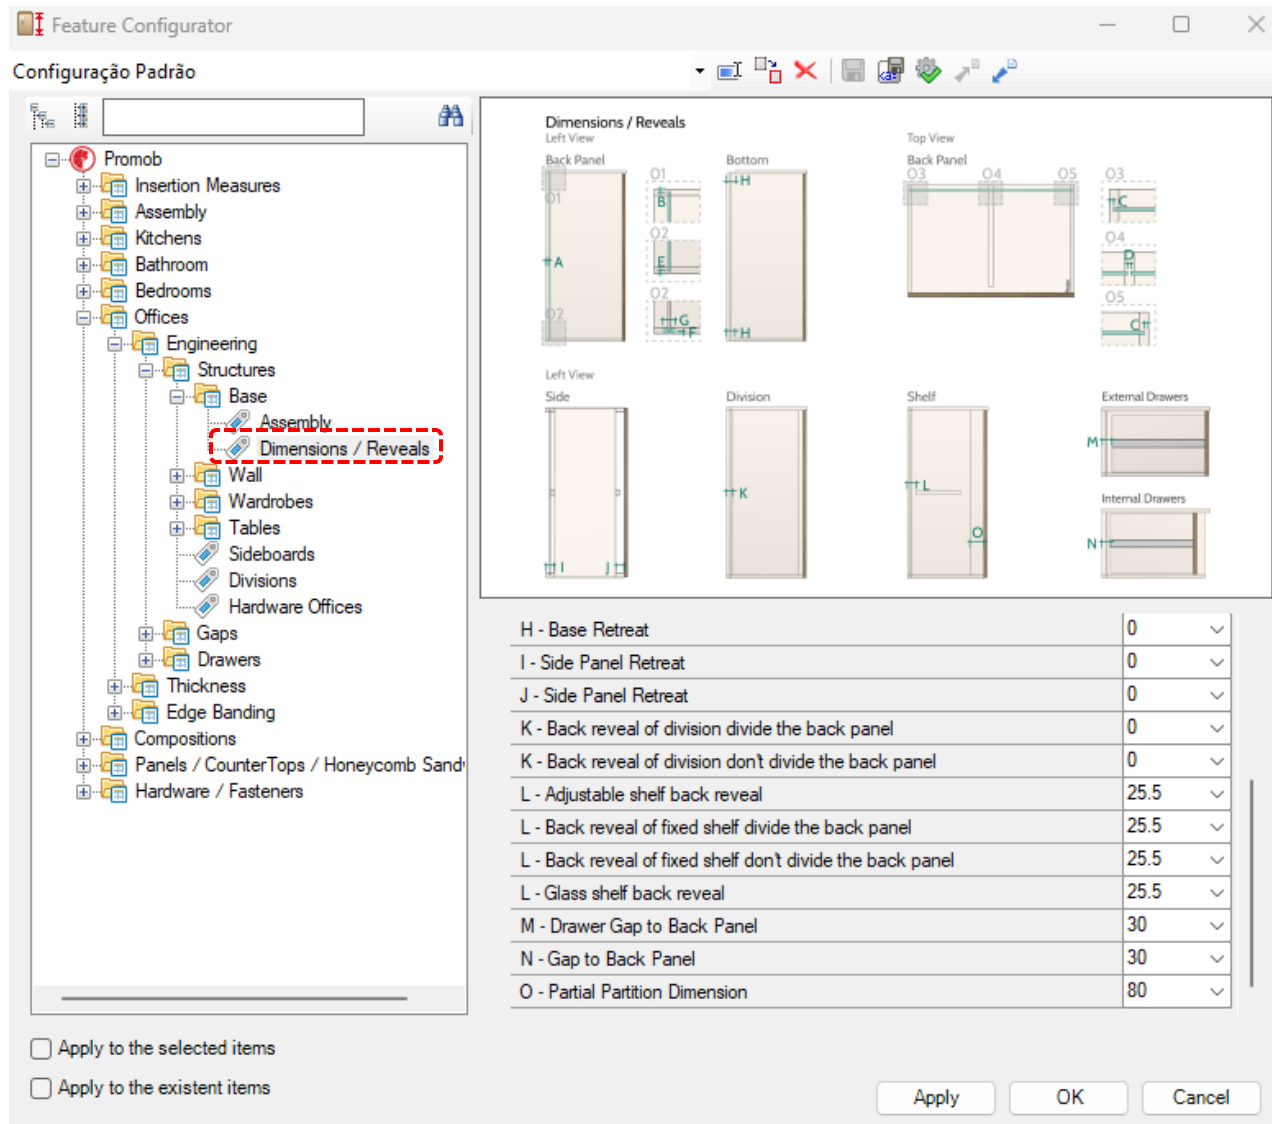 Feature Configurator
Configuração Padrão
Promob
Insertion Measures
Assembly
Kitchens
Bathroom
Bedrooms
Offices
Engineering
Structures
Base
Assembly
Dimensions / Reveals
Wall
Wardrobes
Tables
Sideboards
Divisions
Hardware Offices
Gaps
Drawers
Thickness
Edge Banding
Compositions
Panels / CounterTops / Honeycomb Sand
Hardware / Fasteners
Dimensions / Reveals
Left View
Back Panel
O1
A
O2
O1
B
O2
E
O2
G
F
Bottom
H
H
Top View
Back Panel
O3 O4 O5
J
O3
C
O4
D
O5
C
Left View
Side
I J
Division
K
Shelf
L
O
External Drawers
M
Internal Drawers
N
H - Base Retreat 0
I - Side Panel Retreat 0
J - Side Panel Retreat 0
K - Back reveal of division divide the back panel 0
K - Back reveal of division don't divide the back panel 0
L - Adjustable shelf back reveal 25.5
L - Back reveal of fixed shelf divide the back panel 25.5
L - Back reveal of fixed shelf don't divide the back panel 25.5
L - Glass shelf back reveal 25.5
M - Drawer Gap to Back Panel 30
N - Gap to Back Panel 30
O - Partial Partition Dimension 80
Apply to the selected items
Apply to the existent items
Apply OK Cancel